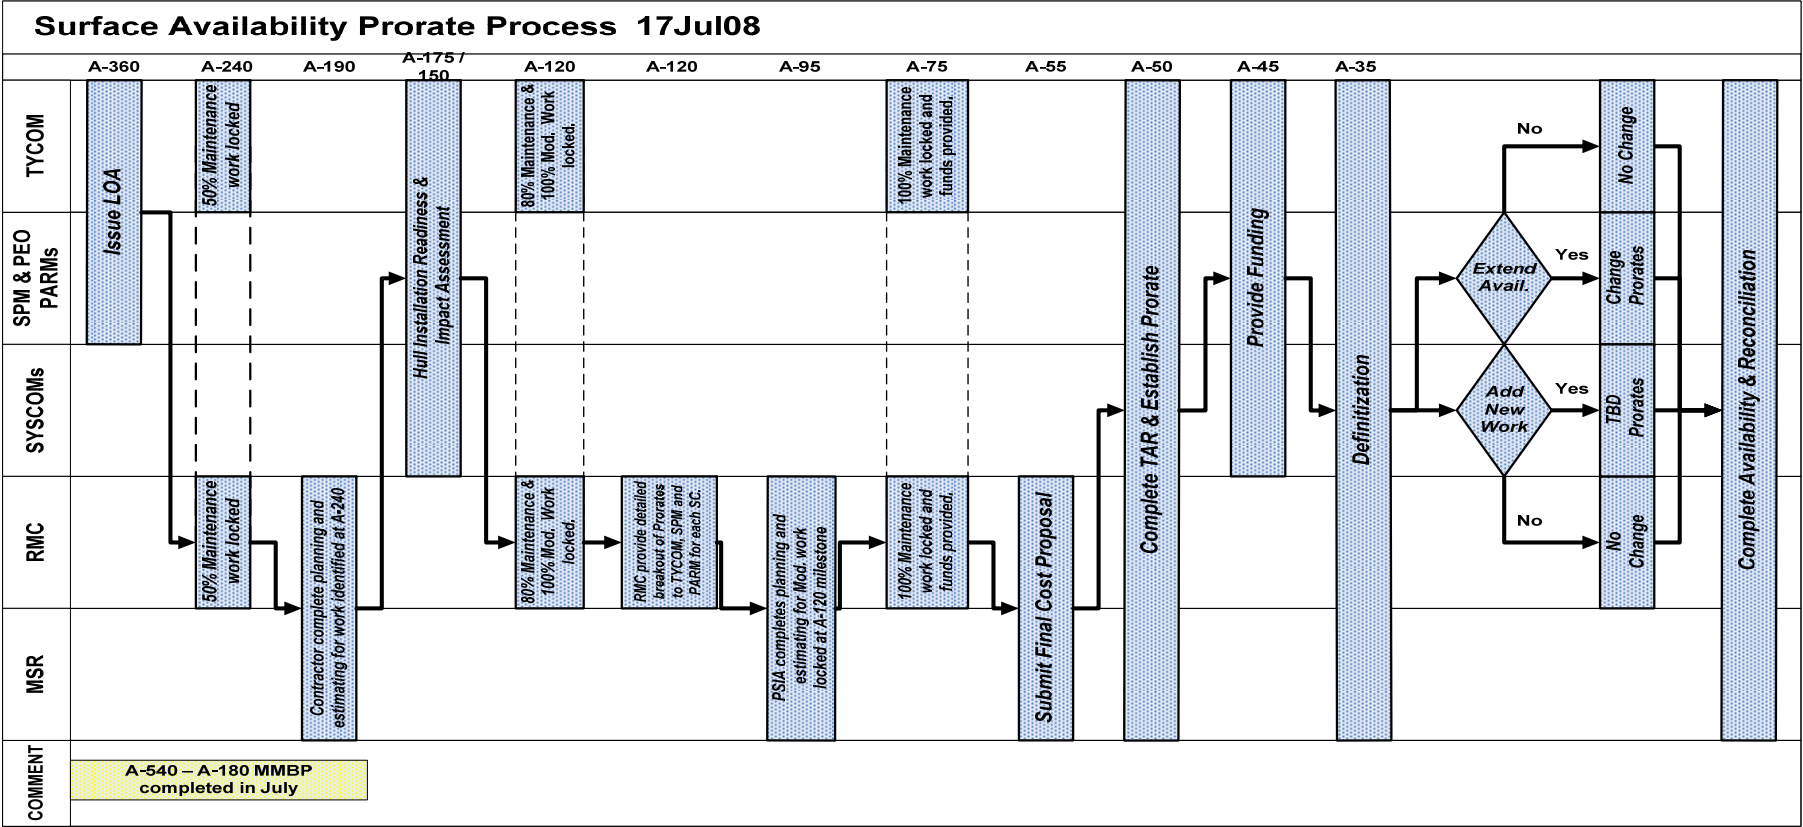 Surface Availability Prorate Process  17Jul08
A-360
A-240
A-190
A-175 /
150
A-120
A-120
A-95
A-75
A-55
A-50
A-45
A-35
TYCOM
SPM & PEO
PARMs
SYSCOMs
RMC
MSR
COMMENT
Issue LOA
50% Maintenance
work locked
50% Maintenance
work locked
Contractor complete planning and
estimating for work identified at A-240
Hull Installation Readiness &
Impact Assessment
80% Maintenance &
100% Mod.  Work
locked.
80% Maintenance &
100% Mod.  Work
locked.
RMC provide detailed
breakout of Prorates
to TYCOM, SPM and
PARM for each SC.
PSIA completes planning and
estimating for Mod. work
locked at A-120 milestone
100% Maintenance
work locked and
funds provided.
100% Maintenance
work locked and
funds provided.
Submit Final Cost Proposal
Complete TAR & Establish Prorate
Provide Funding
Definitization
Extend
Avail.
Add
New
Work
No
Yes
Yes
No
No Change
Change
Prorates
TBD
Prorates
No
Change
Complete Availability & Reconciliation
A-540 – A-180 MMBP
completed in July